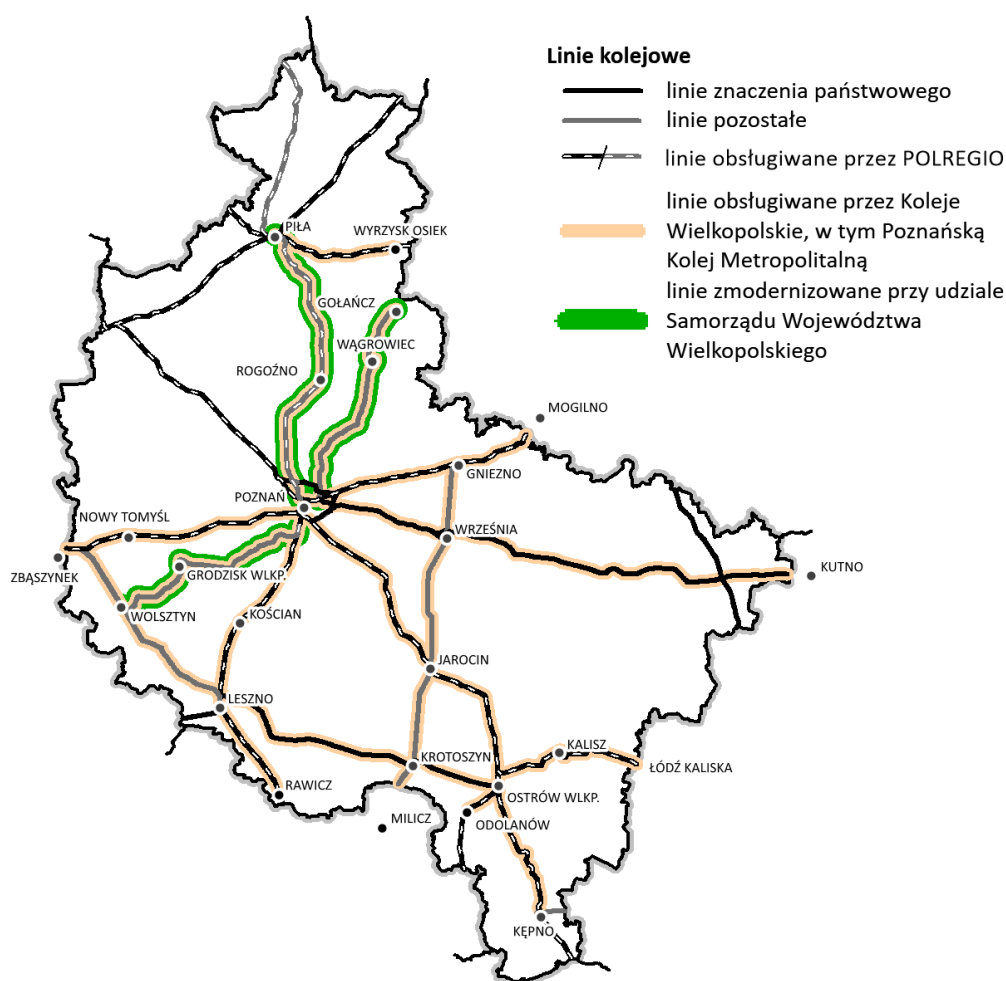 Linie kolejowe
linie znaczenia państwowego
linie pozostałe
linie obsługiwane przez POLREGIO
linie obsługiwane przez Koleje
Wielkopolskie, w tym Poznańską
Kolej Metropolitalną
linie zmodernizowane przy udziale
Samorządu Województwa
Wielkopolskiego
PIŁA
WYRZYSK OSIEK
GOŁAŃCZ
WĄGROWIEC
ROGOŹNO
MOGILNO
GNIEZNO
POZNAŃ
NOWY TOMYŚL
WRZEŚNIA
ZBĄSZYNEK
GRODZISK WLKP.
KUTNO
WOLSZTYN
KOŚCIAN
JAROCIN
LESZNO
KALISZ
KROTOSZYN
ŁÓDŹ KALISKA
RAWICZ
OSTRÓW WLKP.
MILICZ
ODOLANÓW
KĘPNO